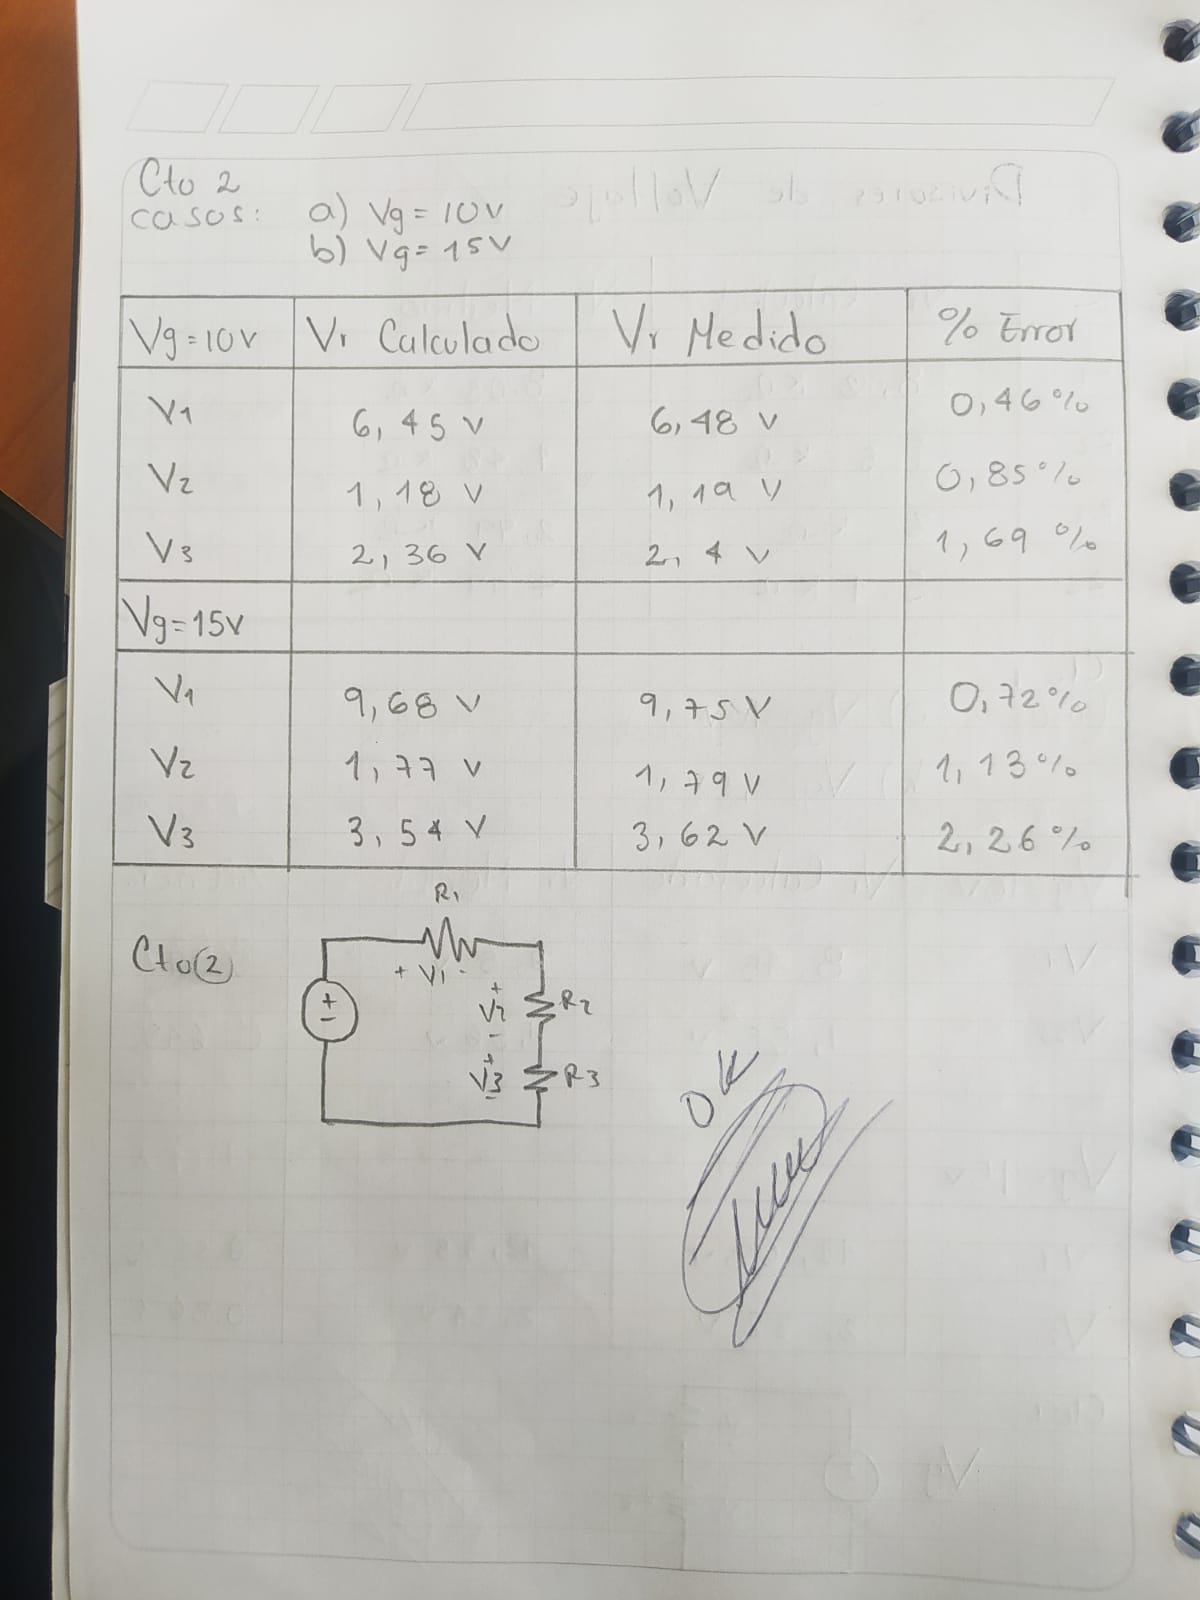 Cto 2
casos: a) Vg = 10v
b) Vg = 15v
Vg = 10v Vr Calculado Vr Medido % Error
V1 6,45 v 6,48 v 0,46%
V2 1,18 v 1,19 v 0,85%
V3 2,36 v 2,4 v 1,69 %
Vg = 15v
V1 9,68 v 9,75 v 0,72%
V2 1,77 v 1,79 v 1,13%
V3 3,54 v 3,62 v 2,26 %
R1
Cto 2
+ V1 -
+
-
+
V2
-
R2
+
V3
-
R3
OK